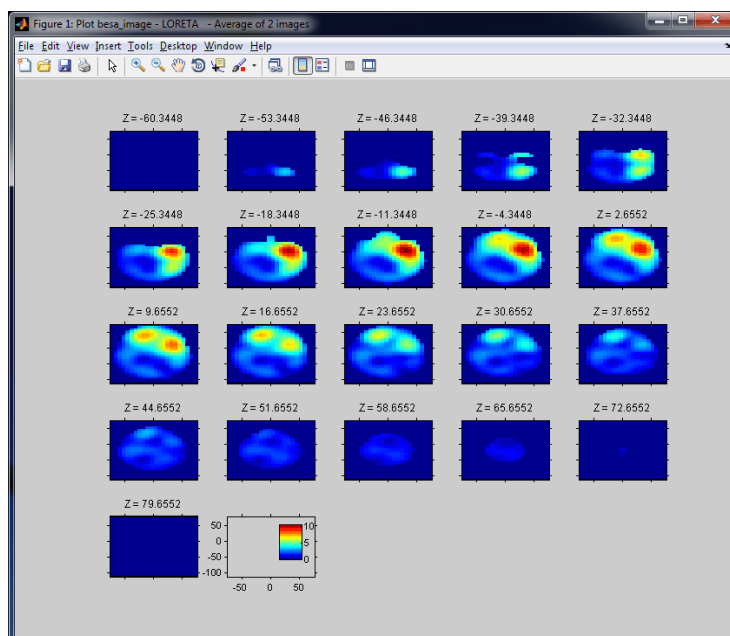 Figure 1: Plot besa_image - LORETA - Average of 2 images
File Edit View Insert Tools Desktop Window Help
Z = -60.3448 Z = -53.3448 Z = -46.3448 Z = -39.3448 Z = -32.3448
Z = -25.3448 Z = -18.3448 Z = -11.3448 Z = -4.3448 Z = 2.6552
Z = 9.6552 Z = 16.6552 Z = 23.6552 Z = 30.6552 Z = 37.6552
Z = 44.6552 Z = 51.6552 Z = 58.6552 Z = 65.6552 Z = 72.6552
Z = 79.6552
50 10
0 5
-50 0
-100
-50 0 50